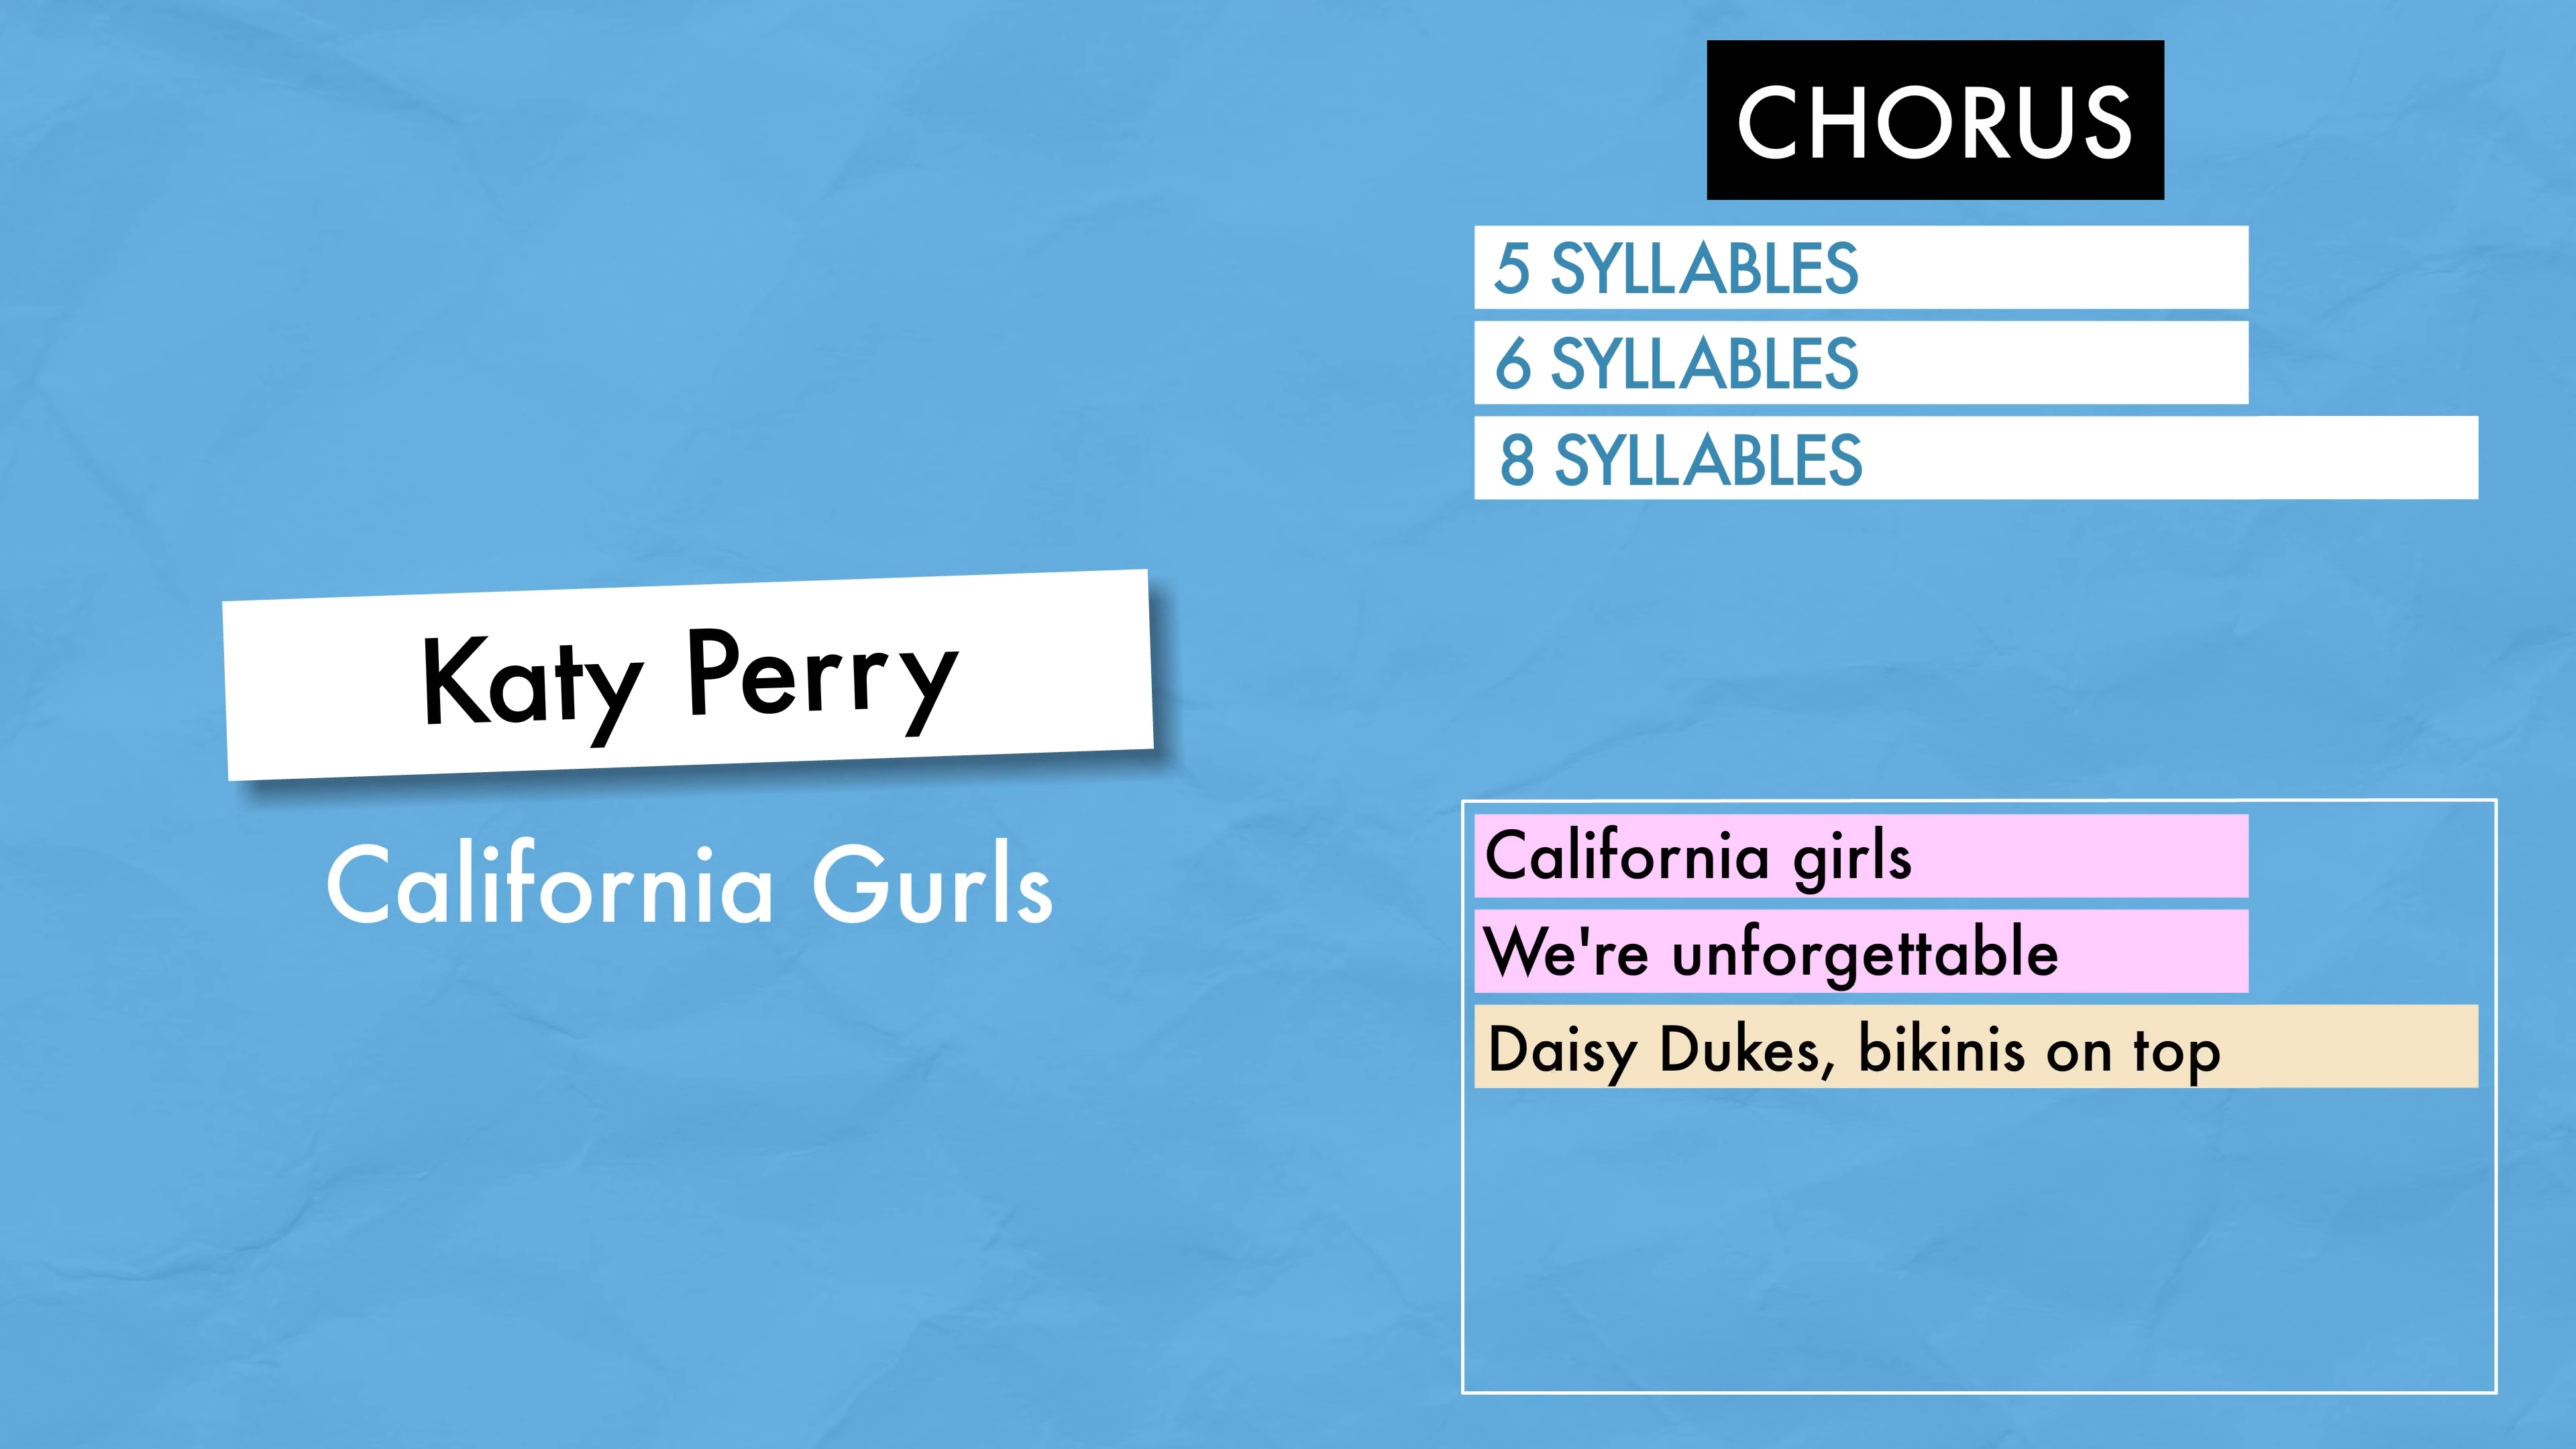 CHORUS
5 SYLLABLES
6 SYLLABLES
8 SYLLABLES
Katy Perry
California Gurls
California girls
We're unforgettable
Daisy Dukes, bikinis on top